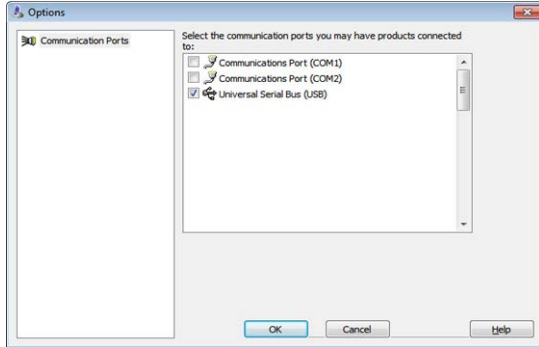 Options
Communication Ports
Select the communication ports you may have products connected
to:
Communications Port (COM1)
Communications Port (COM2)
Universal Serial Bus (USB)
OK
Cancel
Help